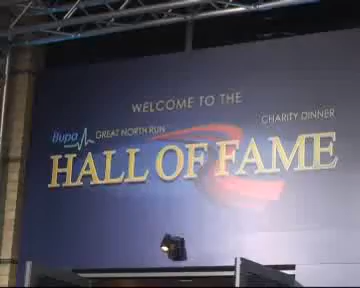 WELCOME TO THE
Bupa GREAT NORTH RUN CHARITY DINNER
HALL OF FAME